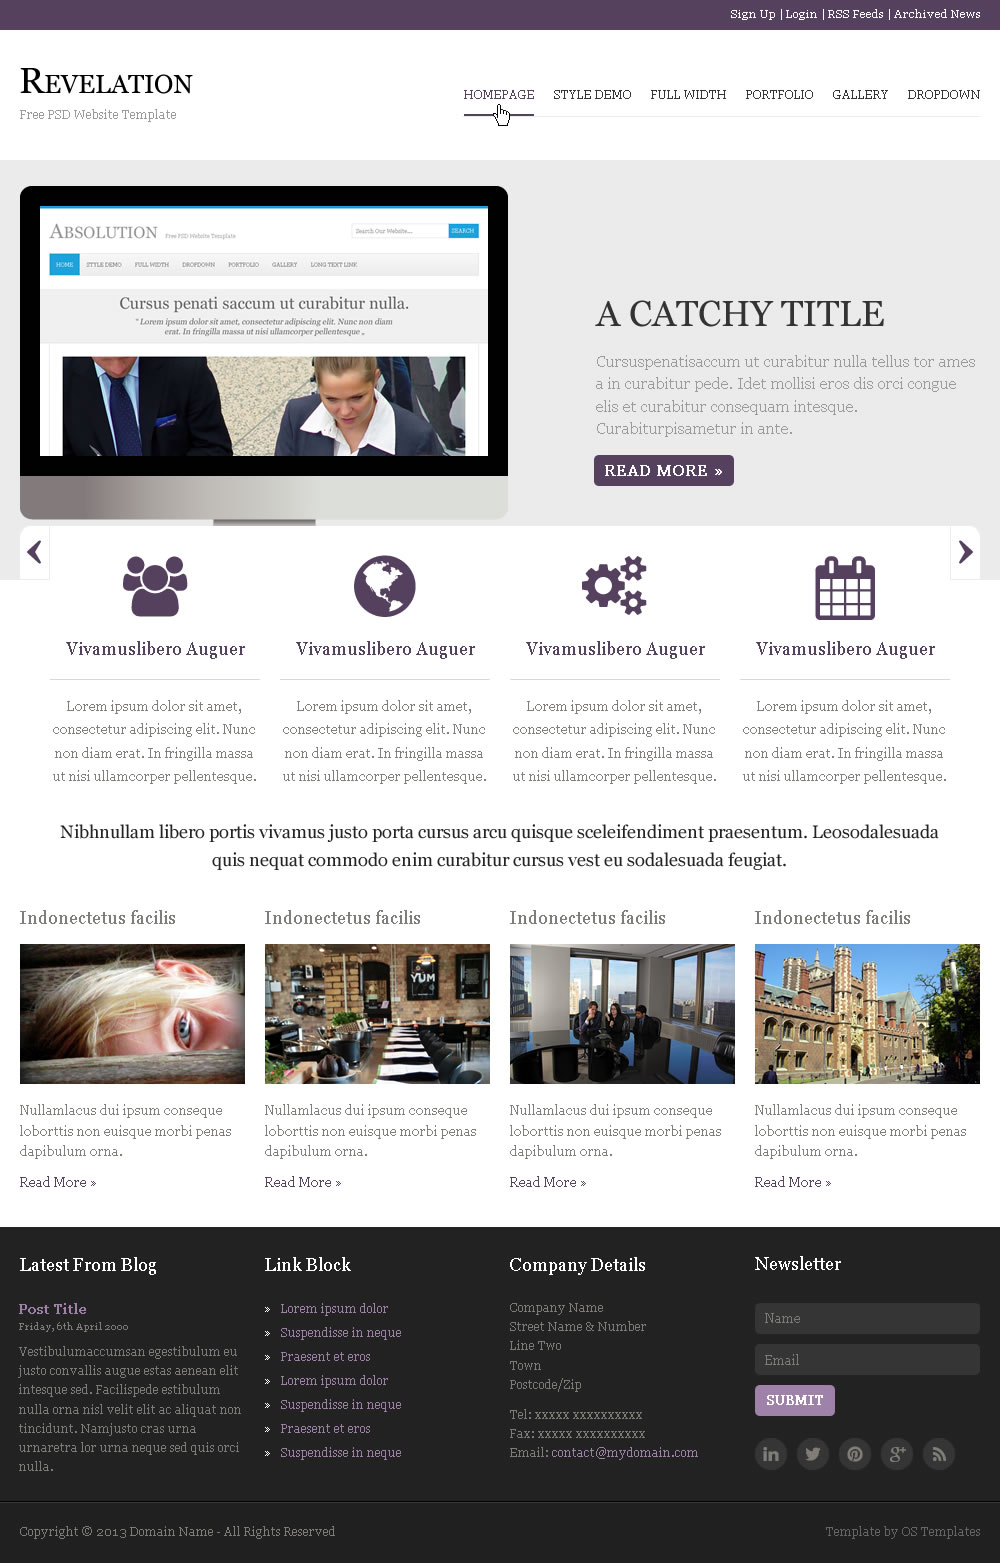 Sign Up | Login | RSS Feeds | Archived News
REVELATION
Free PSD Website Template
HOMEPAGE STYLE DEMO FULL WIDTH PORTFOLIO GALLERY DROPDOWN
ABSOLUTION Free PSD Website Template
Search Our Website... SEARCH
HOME STYLE DEMO FULL WIDTH DROPDOWN PORTFOLIO GALLERY LONG TEXT LINK
Cursus penati saccum ut curabitur nulla.
" Lorem ipsum dolor sit amet, consectetur adipiscing elit. Nunc non diam
erat. In fringilla massa ut nisi ullamcorper pellentesque „
A CATCHY TITLE
Cursuspenatisaccum ut curabitur nulla tellus tor ames
a in curabitur pede. Idet mollisi eros dis orci congue
elis et curabitur consequam intesque.
Curabiturpisametur in ante.
READ MORE »
Vivamuslibero Auguer
Lorem ipsum dolor sit amet,
consectetur adipiscing elit. Nunc
non diam erat. In fringilla massa
ut nisi ullamcorper pellentesque.
Vivamuslibero Auguer
Lorem ipsum dolor sit amet,
consectetur adipiscing elit. Nunc
non diam erat. In fringilla massa
ut nisi ullamcorper pellentesque.
Vivamuslibero Auguer
Lorem ipsum dolor sit amet,
consectetur adipiscing elit. Nunc
non diam erat. In fringilla massa
ut nisi ullamcorper pellentesque.
Vivamuslibero Auguer
Lorem ipsum dolor sit amet,
consectetur adipiscing elit. Nunc
non diam erat. In fringilla massa
ut nisi ullamcorper pellentesque.
Nibhnullam libero portis vivamus justo porta cursus arcu quisque sceleifendiment praesentum. Leosodalesuada
quis nequat commodo enim curabitur cursus vest eu sodalesuada feugiat.
Indonectetus facilis
Nullamlacus dui ipsum conseque
loborttis non euisque morbi penas
dapibulum orna.
Read More »
Indonectetus facilis
YUM
Nullamlacus dui ipsum conseque
loborttis non euisque morbi penas
dapibulum orna.
Read More »
Indonectetus facilis
Nullamlacus dui ipsum conseque
loborttis non euisque morbi penas
dapibulum orna.
Read More »
Indonectetus facilis
Nullamlacus dui ipsum conseque
loborttis non euisque morbi penas
dapibulum orna.
Read More »
Latest From Blog
Post Title
Friday, 6th April 2000
Vestibulumaccumsan egestibulum eu
justo convallis augue estas aenean elit
intesque sed. Facilispede estibulum
nulla orna nisl velit elit ac aliquat non
tincidunt. Namjusto cras urna
urnaretra lor urna neque sed quis orci
nulla.
Link Block
» Lorem ipsum dolor
» Suspendisse in neque
» Praesent et eros
» Lorem ipsum dolor
» Suspendisse in neque
» Praesent et eros
» Suspendisse in neque
Company Details
Company Name
Street Name & Number
Line Two
Town
Postcode/Zip
Tel: xxxxx xxxxxxxxxx
Fax: xxxxx xxxxxxxxxx
Email: contact@mydomain.com
Newsletter
Name
Email
SUBMIT
Copyright © 2013 Domain Name - All Rights Reserved
Template by OS Templates